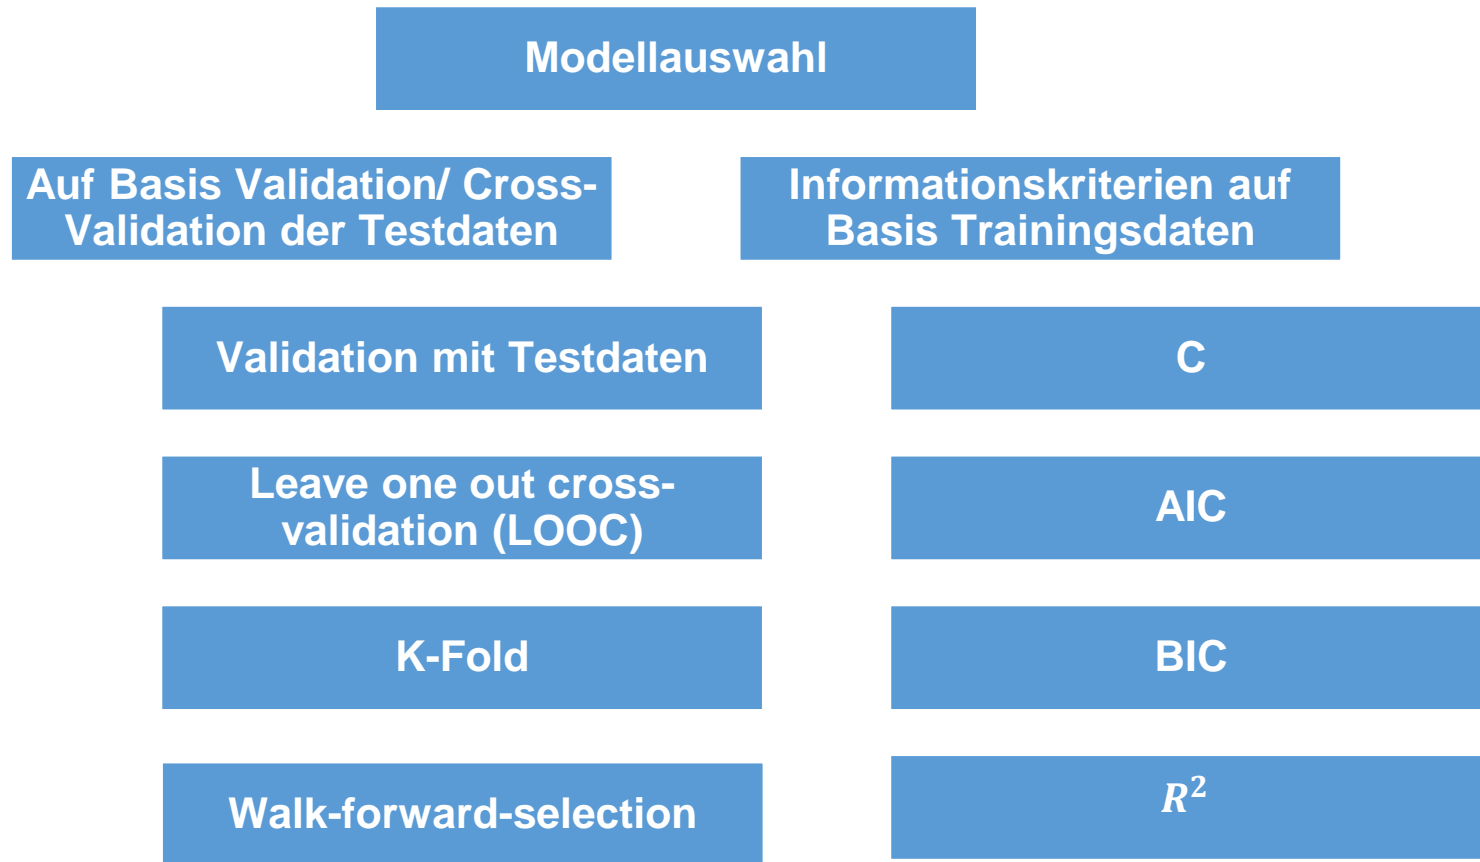 Modellauswahl
Auf Basis Validation/ Cross-
Validation der Testdaten
Informationskriterien auf
Basis Trainingsdaten
Validation mit Testdaten
C
Leave one out cross-
validation (LOOC)
AIC
K-Fold
BIC
Walk-forward-selection
R²